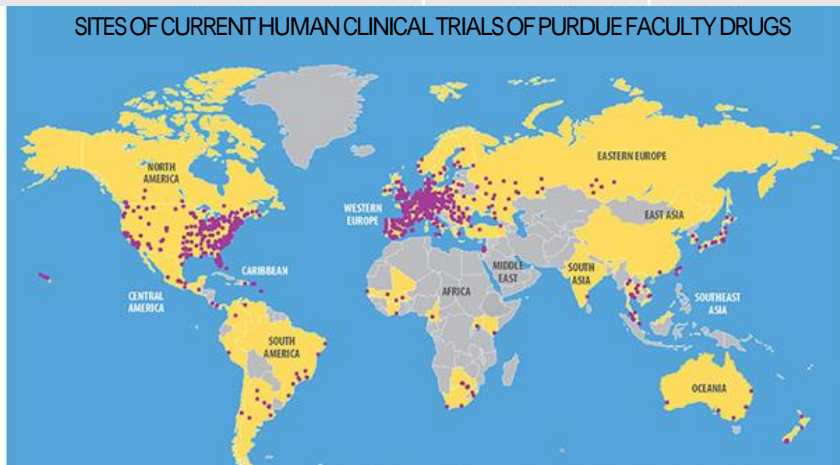 SITES OF CURRENT HUMAN CLINICAL TRIALS OF PURDUE FACULTY DRUGS
NORTH
AMERICA
EASTERN EUROPE
WESTERN
EUROPE
EAST ASIA
CARIBBEAN
MIDDLE
EAST
SOUTH
ASIA
CENTRAL
AMERICA
AFRICA
SOUTHEAST
ASIA
SOUTH
AMERICA
OCEANIA